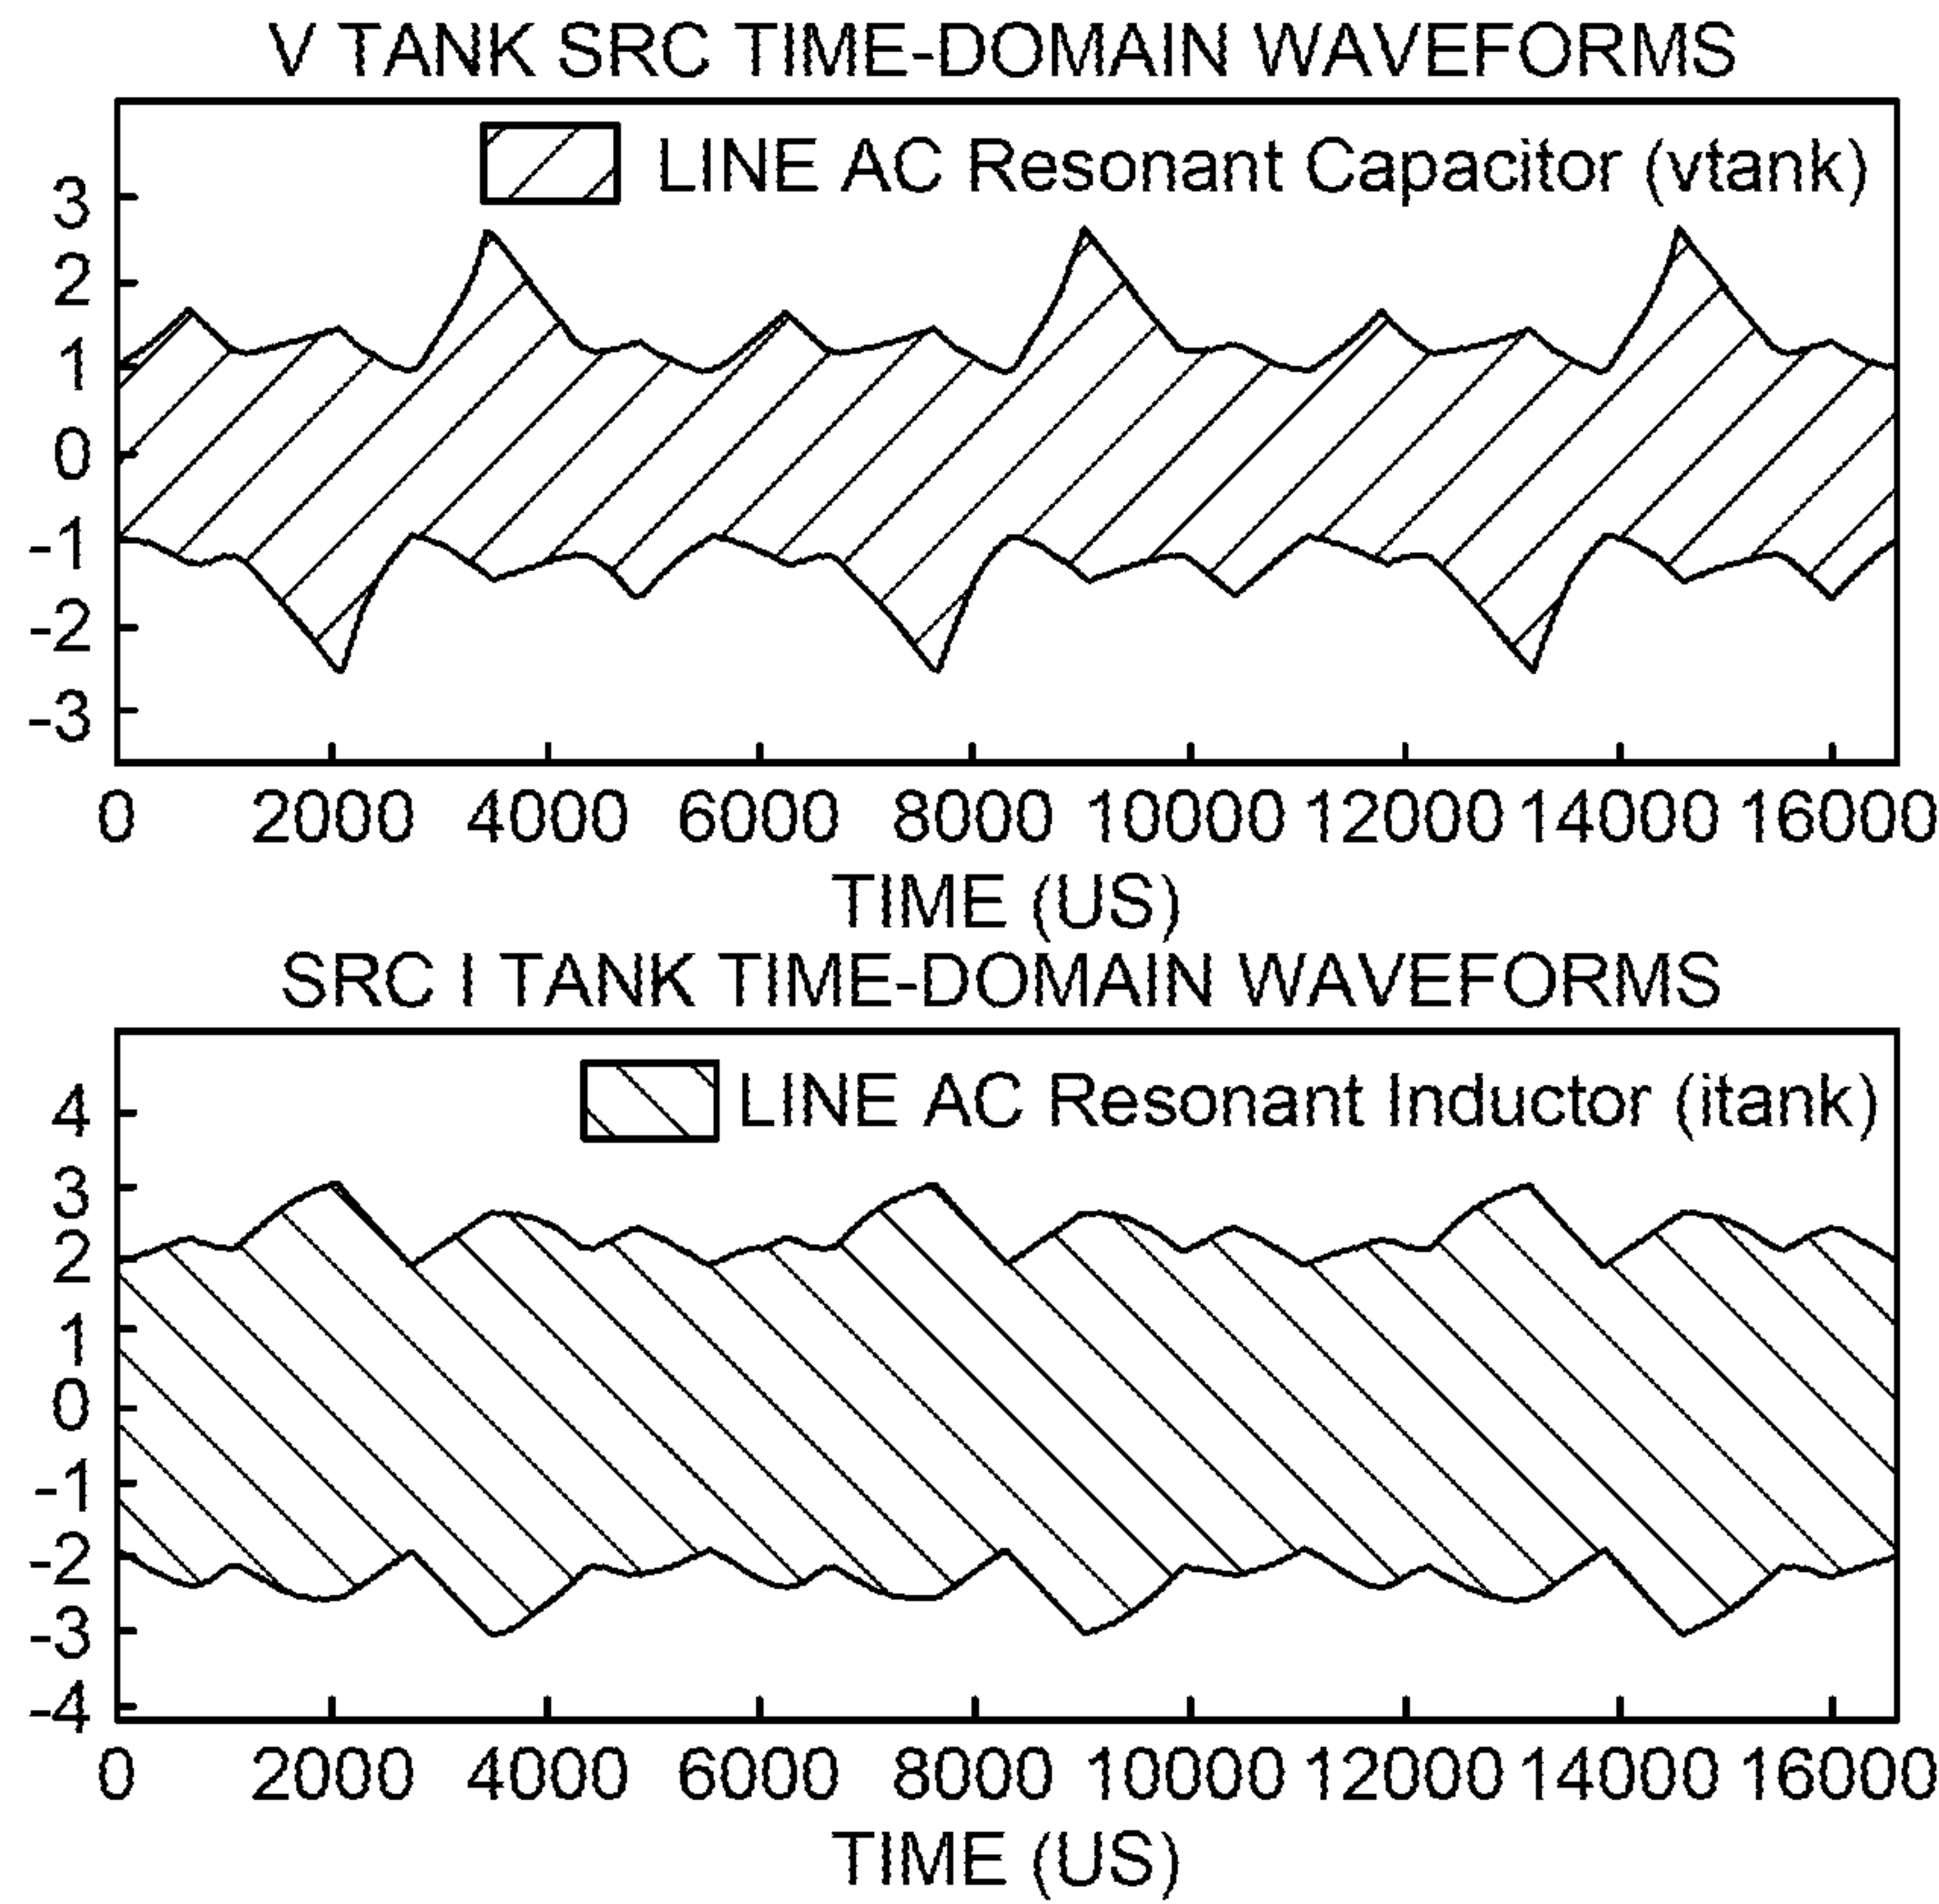 V TANK SRC TIME-DOMAIN WAVEFORMS
LINE AC Resonant Capacitor (vtank)
3
2
1
0
-1
-2
-3
0 2000 4000 6000 8000 10000 12000 14000 16000
TIME (US)
SRC I TANK TIME-DOMAIN WAVEFORMS
LINE AC Resonant Inductor (itank)
4
3
2
1
0
-1
-2
-3
-4
0 2000 4000 6000 8000 10000 12000 14000 16000
TIME (US)